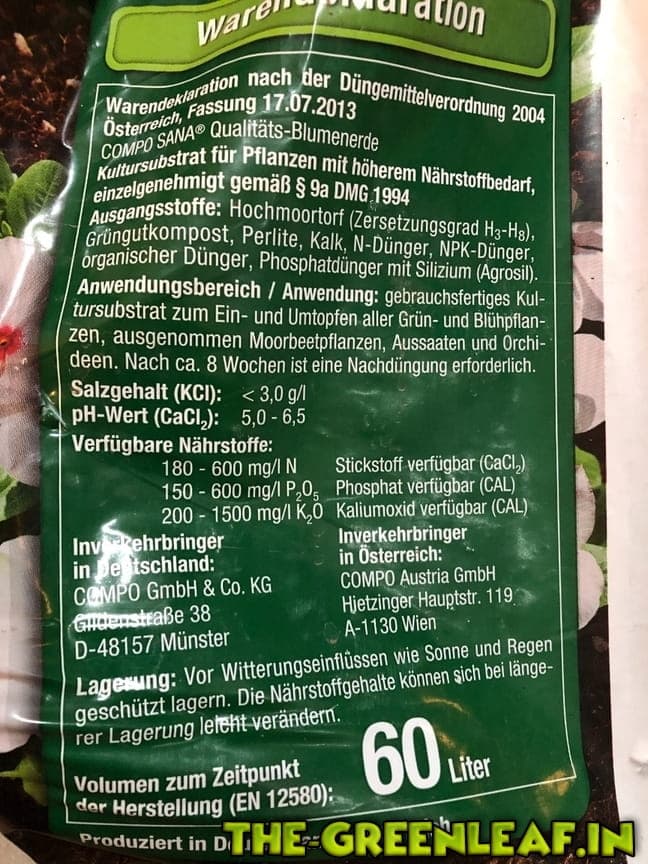 Warendeklaration nach der Düngemittelverordnung 2004
Österreich, Fassung 17.07.2013
COMPO SANA® Qualitäts-Blumenerde
Kultursubstrat für Pflanzen mit höherem Nährstoffbedarf,
einzelgenehmigt gemäß § 9a DMG 1994
Ausgangsstoffe: Hochmoortorf (Zersetzungsgrad H3-H8),
Grüngutkompost, Perlite, Kalk, N-Dünger, NPK-Dünger,
organischer Dünger, Phosphatdünger mit Silizium (Agrosil).
Anwendungsbereich / Anwendung: gebrauchsfertiges Kul-
tursubstrat zum Ein- und Umtopfen aller Grün- und Blühpflan-
zen, ausgenommen Moorbeetpflanzen, Aussaaten und Orchi-
deen. Nach ca. 8 Wochen ist eine Nachdüngung erforderlich.
Salzgehalt (KCl): < 3,0 g/l
pH-Wert (CaCl₂): 5,0 - 6,5
Verfügbare Nährstoffe:
180 - 600 mg/l N Stickstoff verfügbar (CaCl₂)
150 - 600 mg/l P₂O₅ Phosphat verfügbar (CAL)
200 - 1500 mg/l K₂O Kaliumoxid verfügbar (CAL)
Inverkehrbringer
in Deutschland:
COMPO GmbH & Co. KG
Gildenstraße 38
D-48157 Münster
Inverkehrbringer
in Österreich:
COMPO Austria GmbH
Hietzinger Hauptstr. 119
A-1130 Wien
Lagerung: Vor Witterungseinflüssen wie Sonne und Regen
geschützt lagern. Die Nährstoffgehalte können sich bei länge-
rer Lagerung leicht verändern.
Volumen zum Zeitpunkt
der Herstellung (EN 12580): 60 Liter
Produziert in
THE-GREENLEAF.IN